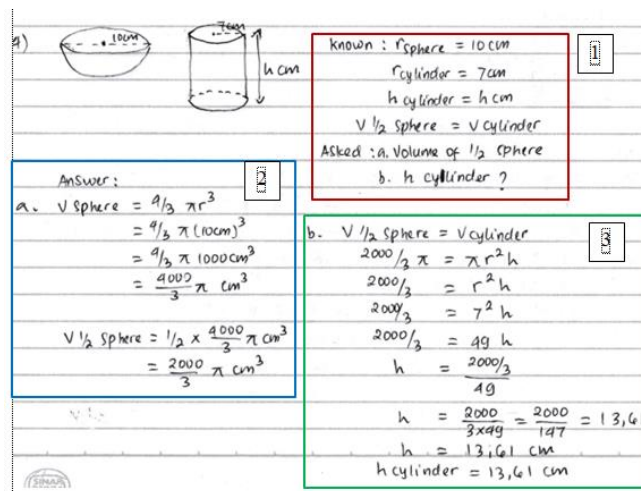 4)
10cm
7cm
h cm
1
Known : r sphere = 10 cm
r cylinder = 7cm
h cylinder = h cm
V 1/2 sphere = V cylinder
Asked : a. Volume of 1/2 sphere
b. h cylinder ?
2
Answer :
a. V sphere = 4/3 πr³
= 4/3 π (10cm)³
= 4/3 π 1000 cm³
= 4000/3 π cm³
V 1/2 sphere = 1/2 × 4000/3 π cm³
= 2000/3 π cm³
3
b. V 1/2 sphere = V cylinder
2000/3 π = πr²h
2000/3 = r²h
2000/3 = 7²h
2000/3 = 49 h
h = 2000/3 / 49
h = 2000/3×49 = 2000/147 = 13,6
h = 13,61 cm
h cylinder = 13,61 cm